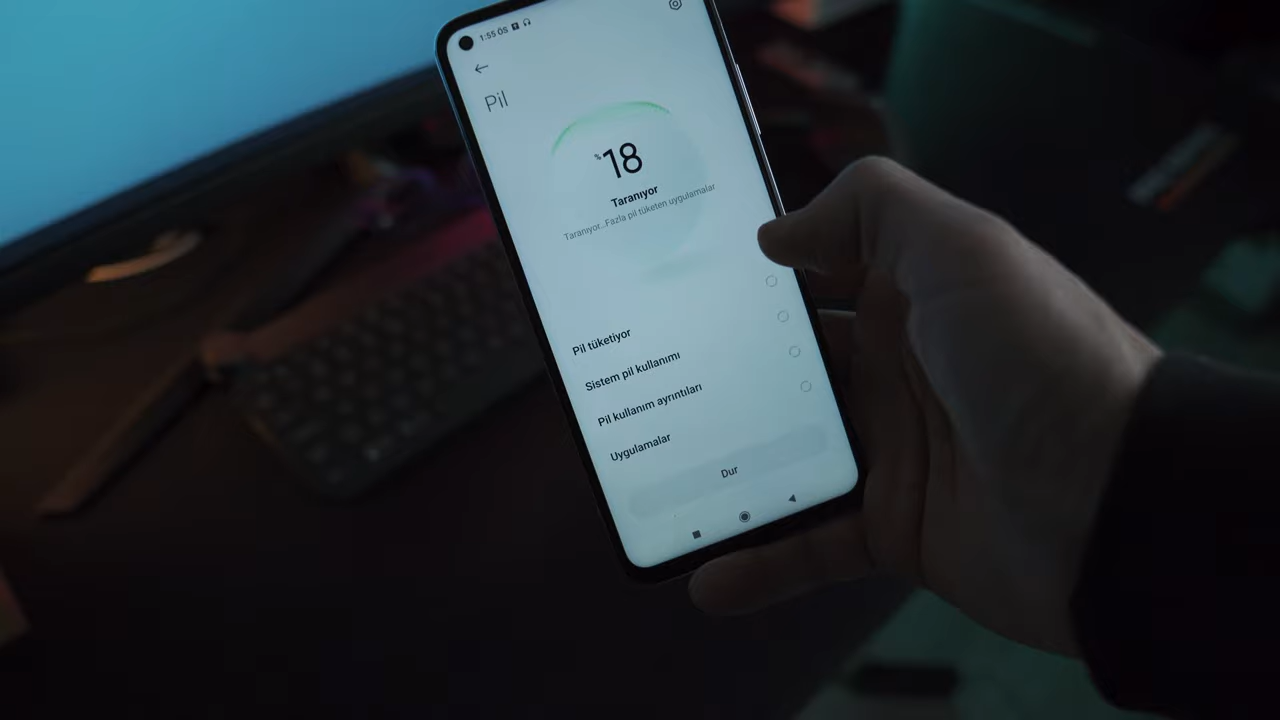 1:55 ÖS
Pil
%18
Taranıyor
Taranıyor...Fazla pil tüketen uygulamalar
Pil tüketiyor
Sistem pil kullanımı
Pil kullanım ayrıntıları
Uygulamalar
Dur